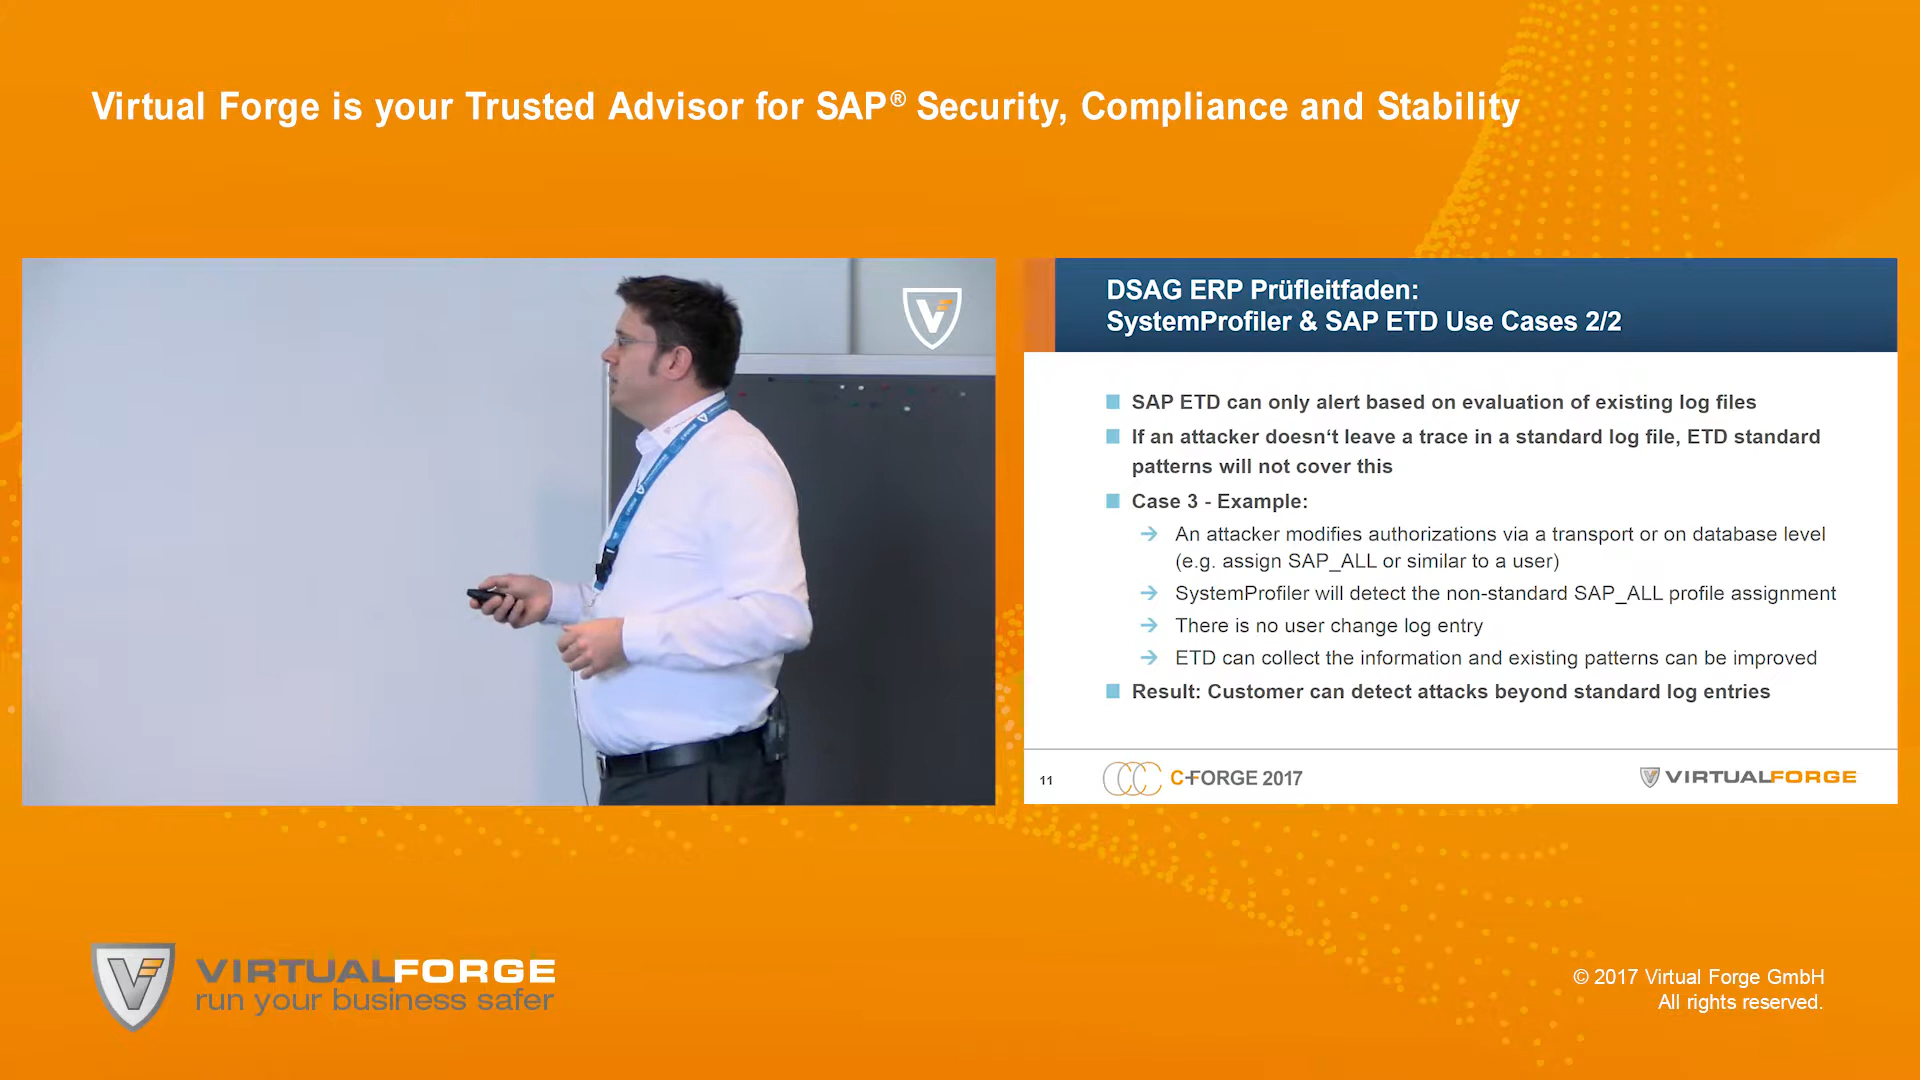 Virtual Forge is your Trusted Advisor for SAP® Security, Compliance and Stability
DSAG ERP Prüfleitfaden:
SystemProfiler & SAP ETD Use Cases 2/2
SAP ETD can only alert based on evaluation of existing log files
If an attacker doesn‘t leave a trace in a standard log file, ETD standard
patterns will not cover this
Case 3 - Example:
An attacker modifies authorizations via a transport or on database level
(e.g. assign SAP_ALL or similar to a user)
SystemProfiler will detect the non-standard SAP_ALL profile assignment
There is no user change log entry
ETD can collect the information and existing patterns can be improved
Result: Customer can detect attacks beyond standard log entries
11
C-FORGE 2017
VIRTUALFORGE
VIRTUALFORGE
run your business safer
© 2017 Virtual Forge GmbH
All rights reserved.